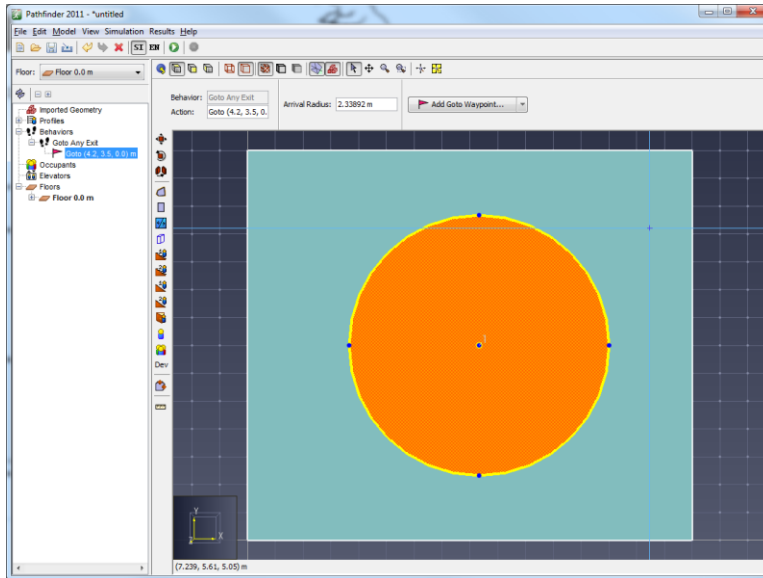 Pathfinder 2011 - *untitled
File Edit Model View Simulation Results Help
SI EN
Floor: Floor 0.0 m
Behavior: Goto Any Exit
Action: Goto (4.2, 3.5, 0.
Arrival Radius: 2.33892 m
Add Goto Waypoint...
Imported Geometry
Profiles
Behaviors
Goto Any Exit
Goto (4.2, 3.5, 0.0) m
Occupants
Elevators
Floors
Floor 0.0 m
Dev
1
Y
Z
X
(7.239, 5.61, 5.05) m